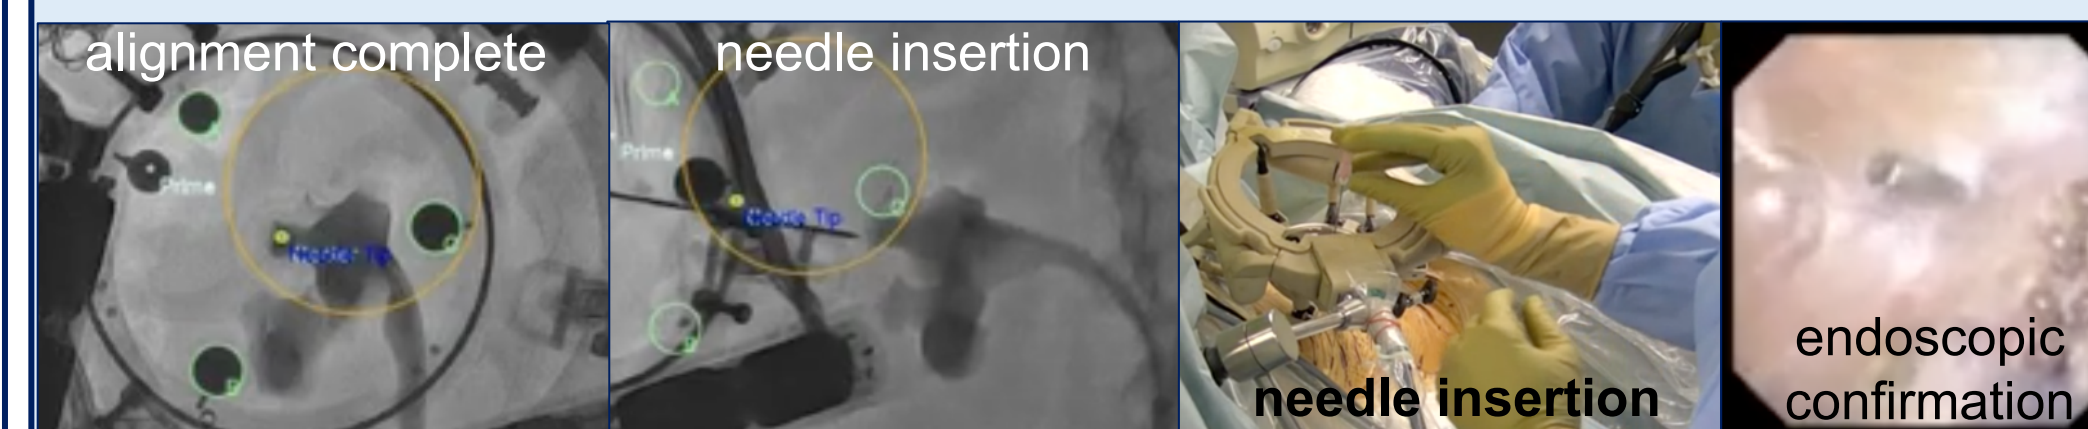 alignment complete
Prime
Needle Tip
needle insertion
A
Prime
Needle Tip
needle insertion
endoscopic
confirmation